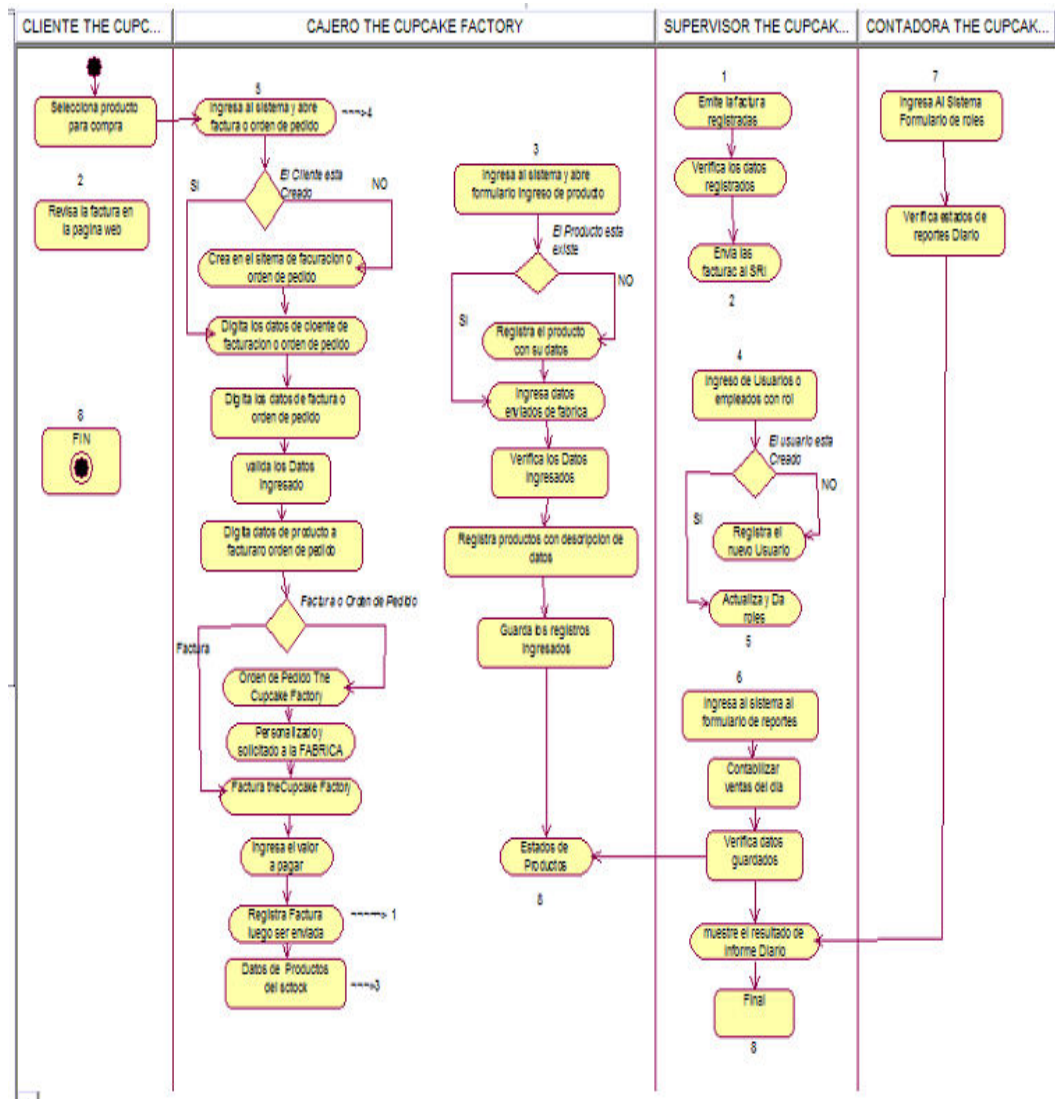 CLIENTE THE CUPC...
CAJERO THE CUPCAKE FACTORY
SUPERVISOR THE CUPCAK...
CONTADORA THE CUPCAK...
Selecciona producto
para compra
2
Revisa la factura en
la pagina web
8
FIN
5
Ingresa al sistema y abre
factura o orden de pedido
~~~>4
El Cliente esta
Creado
SI
NO
Crea en el sitema de facuracion o
orden de pedido
Digita los datos de cloente de
facturacion o orden de pedido
Digita los datos de factura o
orden de pedido
valida los Datos
Ingresado
Digita datos de producto a
facturaro orden de pedido
Factura o Orden de Pedido
Factura
Orden de Pedido The
Cupcake Factory
Personalizado y
solicitado a la FABRICA
Factura theCupcake Factory
Ingresa el valor
a pagar
Registra Factura
luego ser enviada
~~~~~> 1
Datos de Productos
del sctock
~~~>3
3
Ingresa al sistema y abre
formulario Ingreso de producto
El Producto esta
existe
NO
SI
Registra el producto
con su datos
Ingresa datos
enviados de fabrica
Verifica los Datos
Ingresados
Registra productos con descripcion de
datos
Guarda los registros
Ingresados
Estados de
Productos
8
1
Emite la factura
registradas
Verifica los datos
registrados
Envia las
facturac al SRI
2
4
Ingreso de Usuarios o
empleados con rol
El usuario esta
Creado
NO
SI
Registra el
nuevo Usuario
Actualiza y Da
roles
5
6
Ingresa al sistema al
formulario de reportes
Contabilizar
ventas del dia
Verifica datos
guardados
muestre el resultado de
Informe Diario
Final
8
7
Ingresa Al Sistema
Formulario de roles
Verifica estados de
reportes Diario